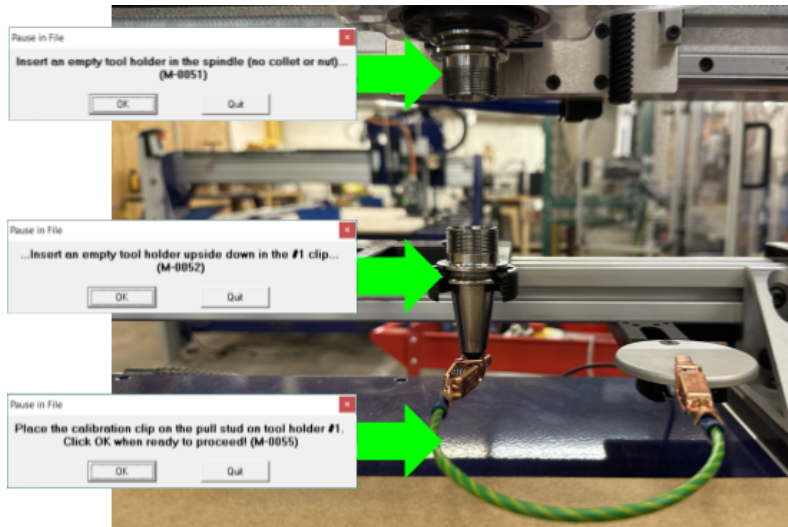 Pause in File
Insert an empty tool holder in the spindle (no collet or nut)...
(M-0051)
OK Quit
Pause in File
...Insert an empty tool holder upside down in the #1 clip...
(M-0052)
OK Quit
Pause in File
Place the calibration clip on the pull stud on tool holder #1.
Click OK when ready to proceed! (M-0055)
OK Quit